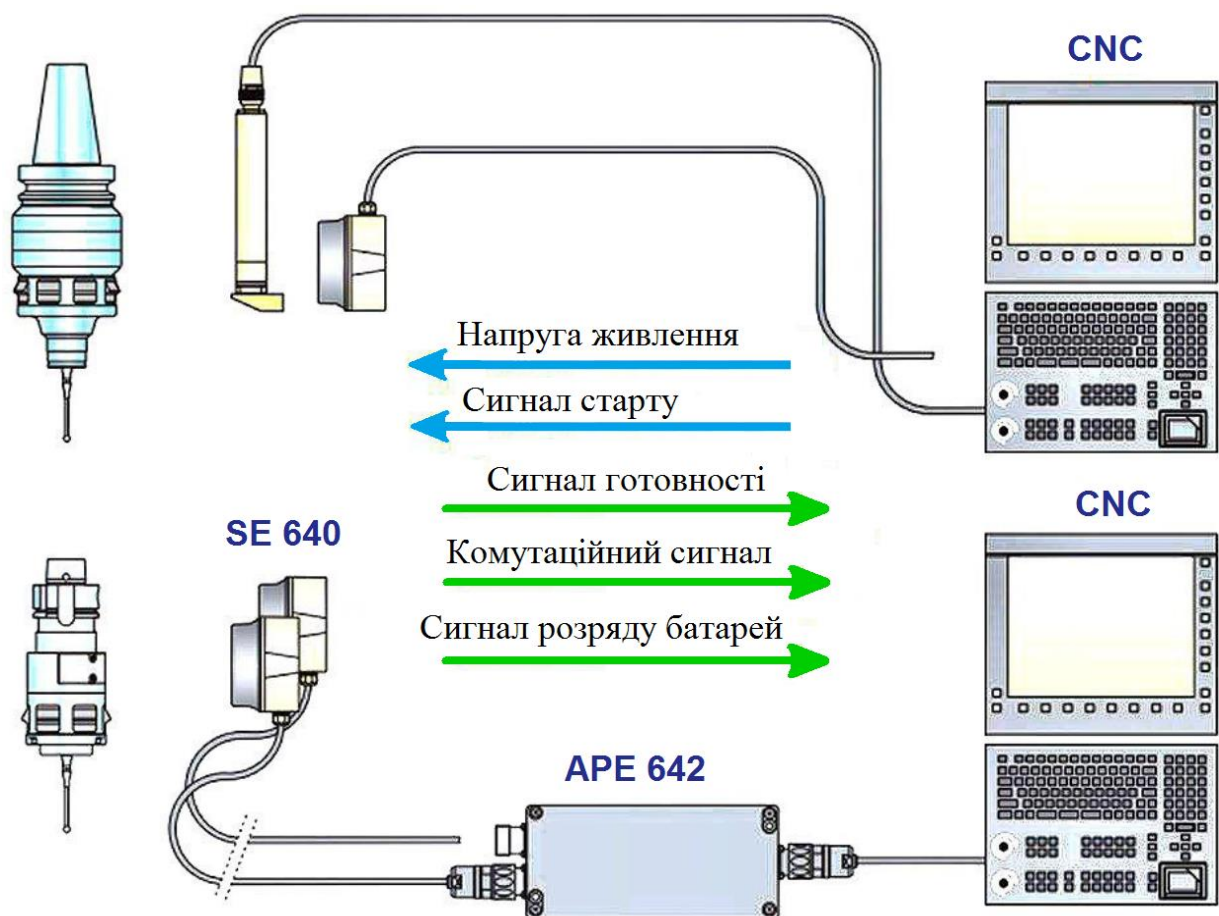 CNC
Напруга живлення
Сигнал старту
Сигнал готовності
CNC
SE 640
Комутаційний сигнал
Сигнал розряду батарей
APE 642